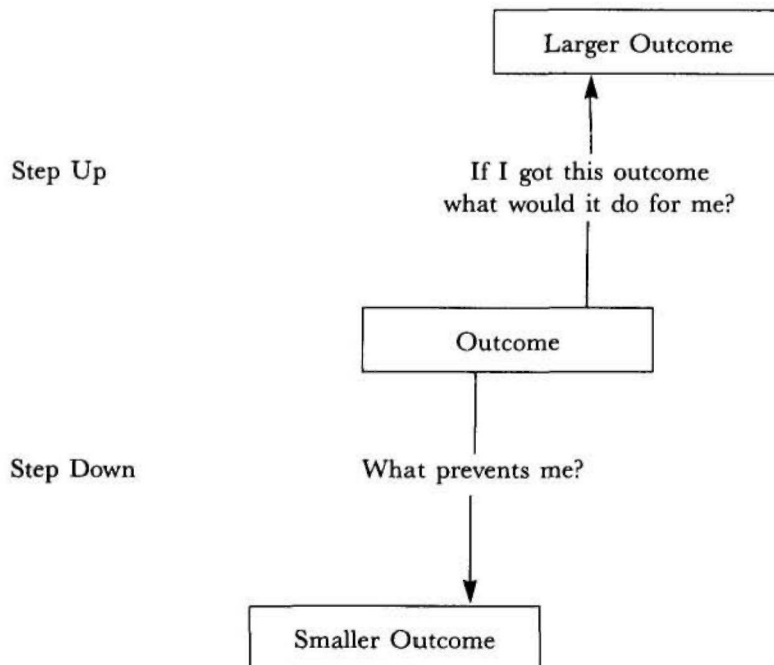 Larger Outcome
Step Up
If I got this outcome
what would it do for me?
Outcome
Step Down
What prevents me?
Smaller Outcome